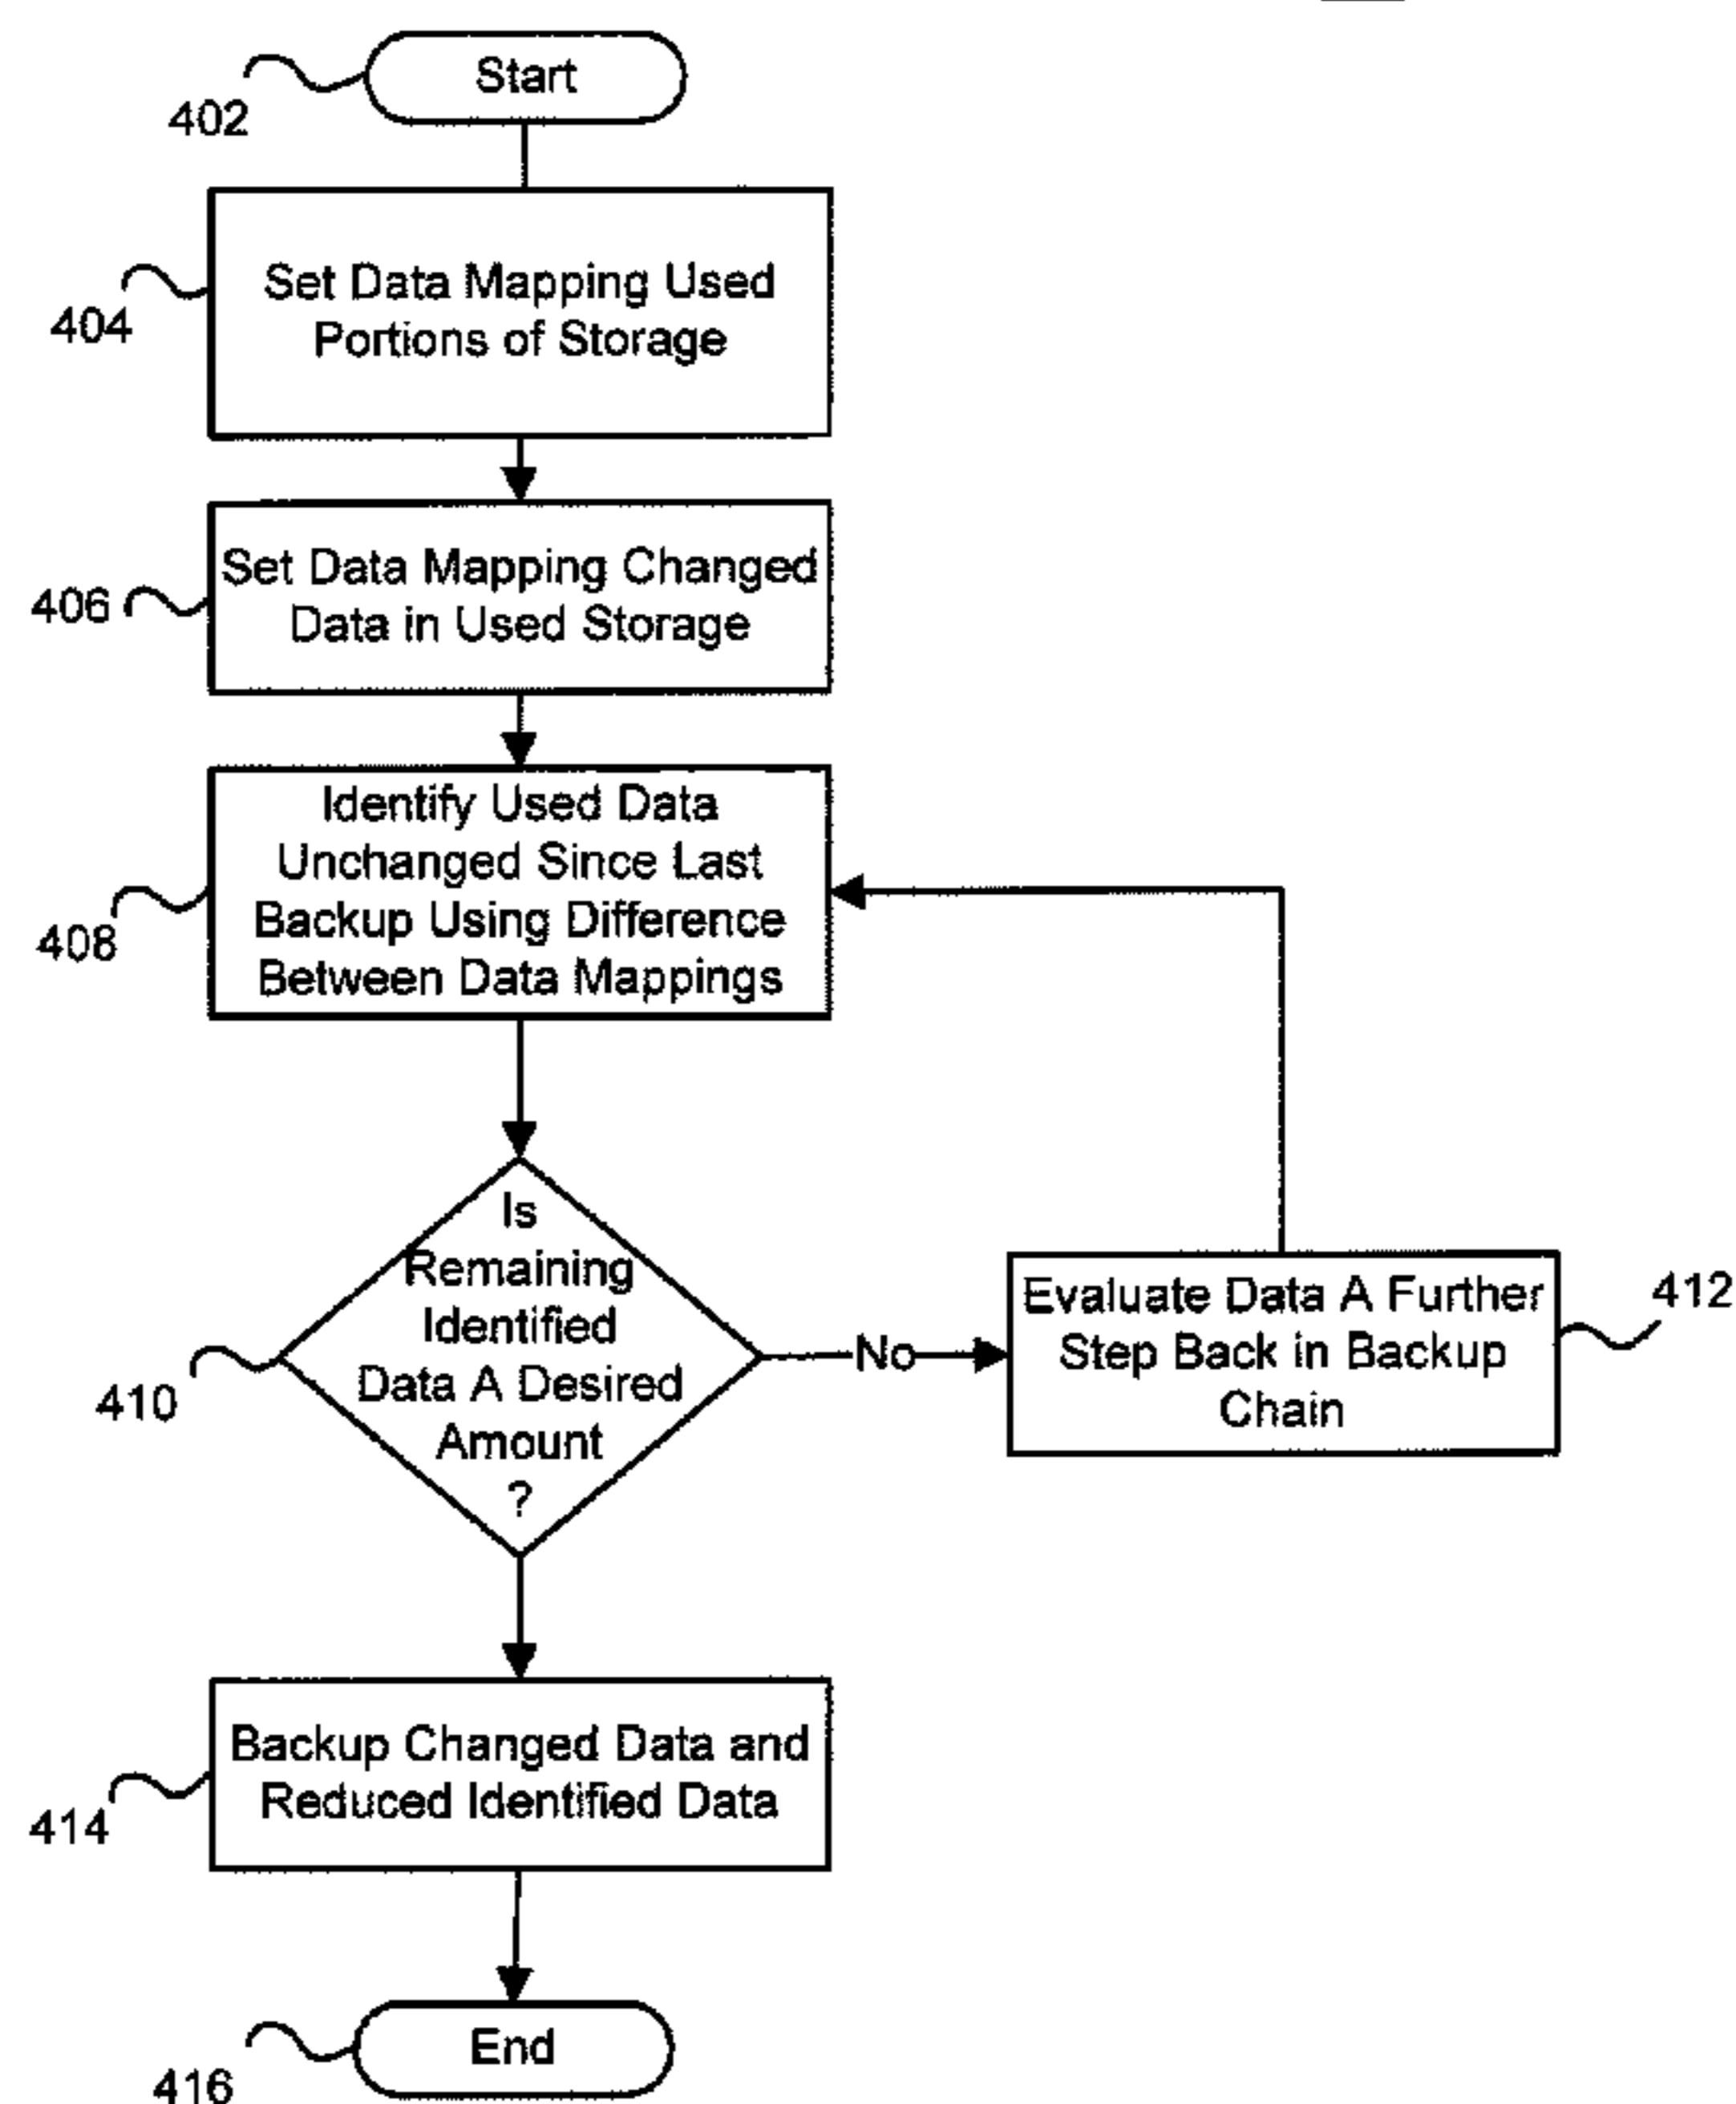 Start
402
Set Data Mapping Used
Portions of Storage
404
Set Data Mapping Changed
Data in Used Storage
406
Identify Used Data
Unchanged Since Last
Backup Using Difference
Between Data Mappings
408
Is
Remaining
Identified
Data A Desired
Amount
?
410
No
Evaluate Data A Further
Step Back in Backup
Chain
412
Backup Changed Data and
Reduced Identified Data
414
End
416